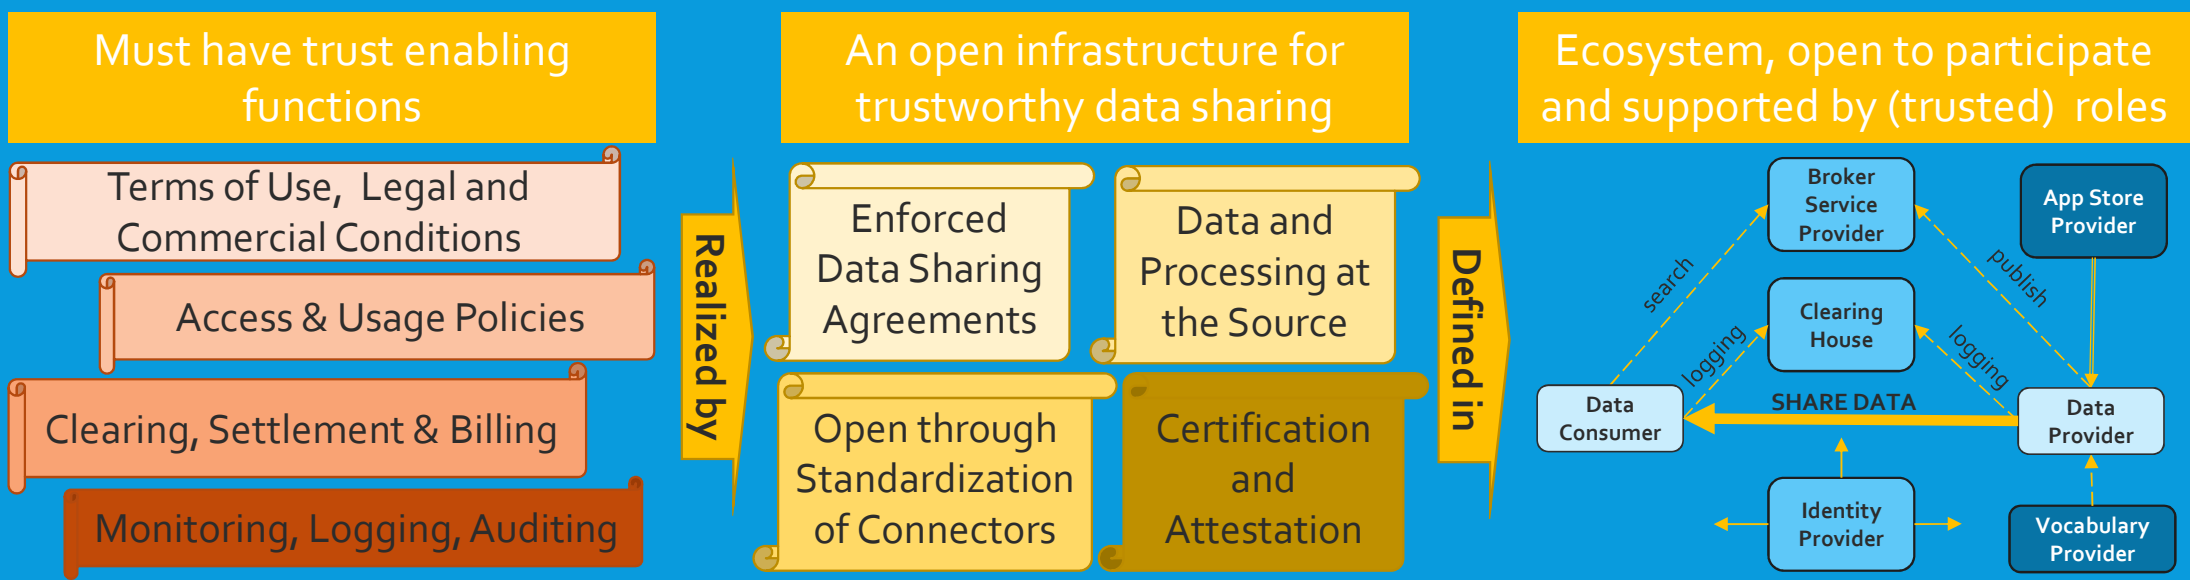 Must have trust enabling
functions
Terms of Use, Legal and
Commercial Conditions
Access & Usage Policies
Clearing, Settlement & Billing
Monitoring, Logging, Auditing
Realized by
An open infrastructure for
trustworthy data sharing
Enforced
Data Sharing
Agreements
Data and
Processing at
the Source
Open through
Standardization
of Connectors
Certification
and
Attestation
Defined in
Ecosystem, open to participate
and supported by (trusted) roles
Broker
Service
Provider
App Store
Provider
search
publish
Clearing
House
logging
logging
SHARE DATA
Data
Consumer
Data
Provider
Identity
Provider
Vocabulary
Provider